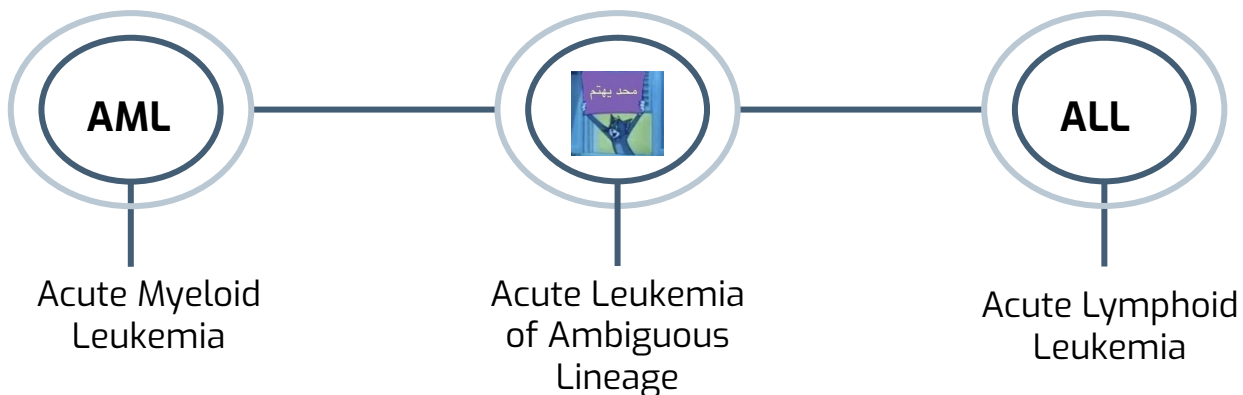 AML
محد يهتم
ALL
Acute Myeloid
Leukemia
Acute Leukemia
of Ambiguous
Lineage
Acute Lymphoid
Leukemia